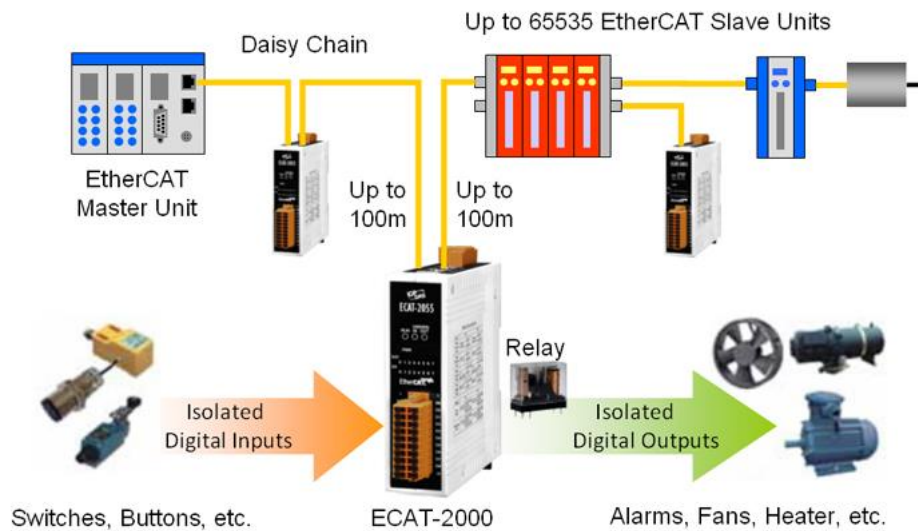 Up to 65535 EtherCAT Slave Units
Daisy Chain
EtherCAT
Master Unit
Up to
100m
Up to
100m
ECAT-2055
EtherCAT
Relay
Isolated
Digital Inputs
Isolated
Digital Outputs
Switches, Buttons, etc.
ECAT-2000
Alarms, Fans, Heater, etc.